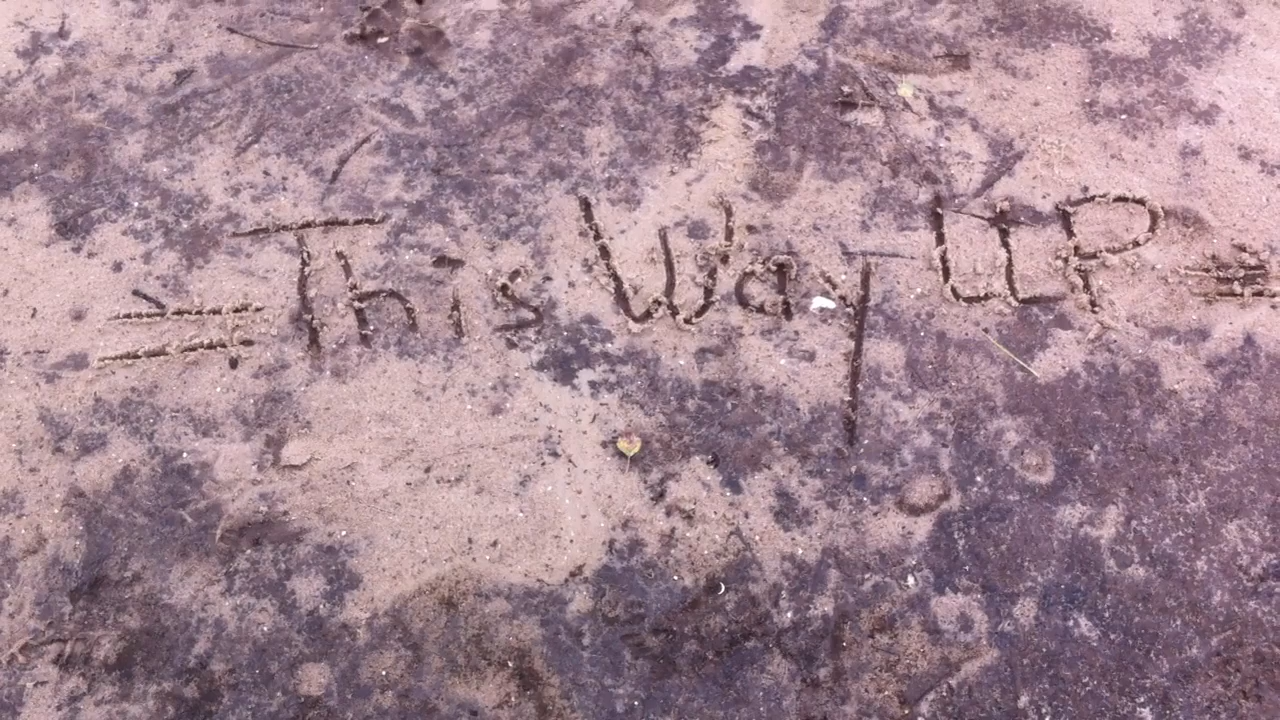 = This Way UP =